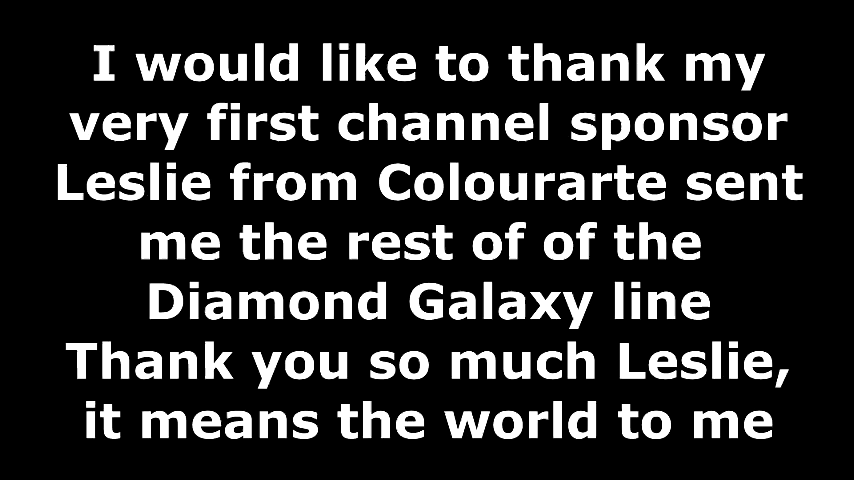 I would like to thank my
very first channel sponsor
Leslie from Colourarte sent
me the rest of of the
Diamond Galaxy line
Thank you so much Leslie,
it means the world to me